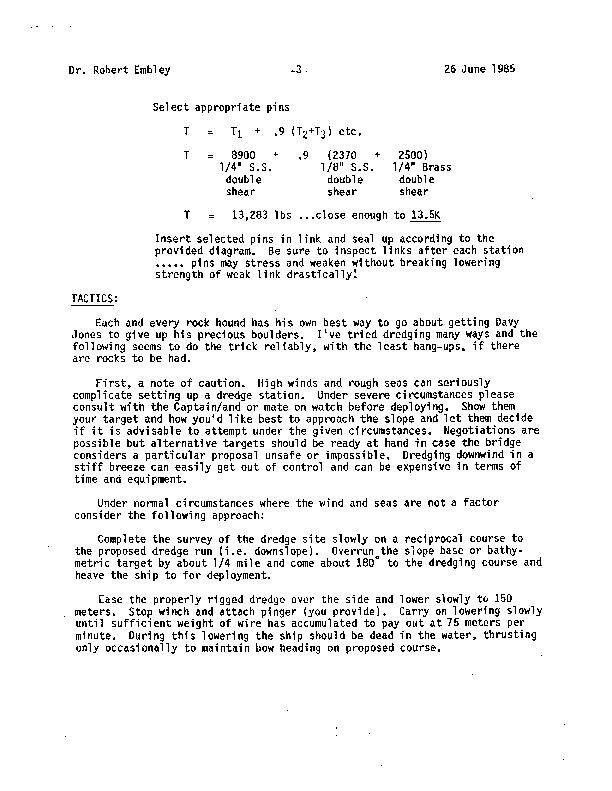 Dr. Robert Embley -3. 26 June 1985
Select appropriate pins
T = T1 + .9 (T2+T3) etc.
T = 8900 + .9 (2370 + 2500)
1/4" S.S. 1/8" S.S. 1/4" Brass
double double double
shear shear shear
T = 13,283 lbs ...close enough to 13.5K
Insert selected pins in link and seal up according to the
provided diagram. Be sure to inspect links after each station
..... pins may stress and weaken without breaking lowering
strength of weak link drastically!
TACTICS:
Each and every rock hound has his own best way to go about getting Davy
Jones to give up his precious boulders. I've tried dredging many ways and the
following seems to do the trick reliably, with the least hang-ups, if there
are rocks to be had.
First, a note of caution. High winds and rough seas can seriously
complicate setting up a dredge station. Under severe circumstances please
consult with the Captain/and or mate on watch before deploying. Show them
your target and how you'd like best to approach the slope and let them decide
if it is advisable to attempt under the given circumstances. Negotiations are
possible but alternative targets should be ready at hand in case the bridge
considers a particular proposal unsafe or impossible. Dredging downwind in a
stiff breeze can easily get out of control and can be expensive in terms of
time and equipment.
Under normal circumstances where the wind and seas are not a factor
consider the following approach:
Complete the survey of the dredge site slowly on a reciprocal course to
the proposed dredge run (i.e. downslope). Overrun the slope base or bathy-
metric target by about 1/4 mile and come about 180° to the dredging course and
heave the ship to for deployment.
Ease the properly rigged dredge over the side and lower slowly to 150
meters. Stop winch and attach pinger (you provide). Carry on lowering slowly
until sufficient weight of wire has accumulated to pay out at 75 meters per
minute. During this lowering the ship should be dead in the water, thrusting
only occasionally to maintain bow heading on proposed course.